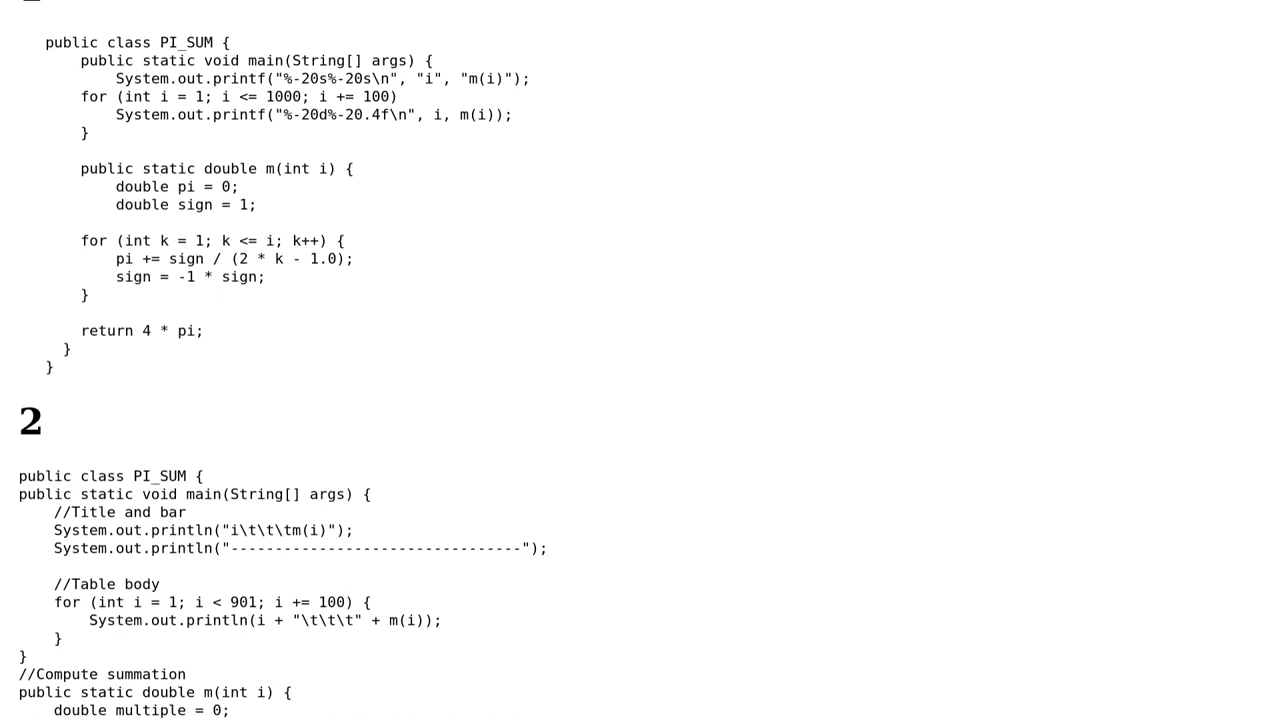 public class PI_SUM {
    public static void main(String[] args) {
        System.out.printf("%-20s%-20s\n", "i", "m(i)");
    for (int i = 1; i <= 1000; i += 100)
        System.out.printf("%-20d%-20.4f\n", i, m(i));
    }

    public static double m(int i) {
        double pi = 0;
        double sign = 1;

    for (int k = 1; k <= i; k++) {
        pi += sign / (2 * k - 1.0);
        sign = -1 * sign;
    }

    return 4 * pi;
  }
}
2
public class PI_SUM {
public static void main(String[] args) {
    //Title and bar
    System.out.println("i\t\t\tm(i)");
    System.out.println("---------------------------------");

    //Table body
    for (int i = 1; i < 901; i += 100) {
        System.out.println(i + "\t\t\t" + m(i));
    }
}
//Compute summation
public static double m(int i) {
    double multiple = 0;